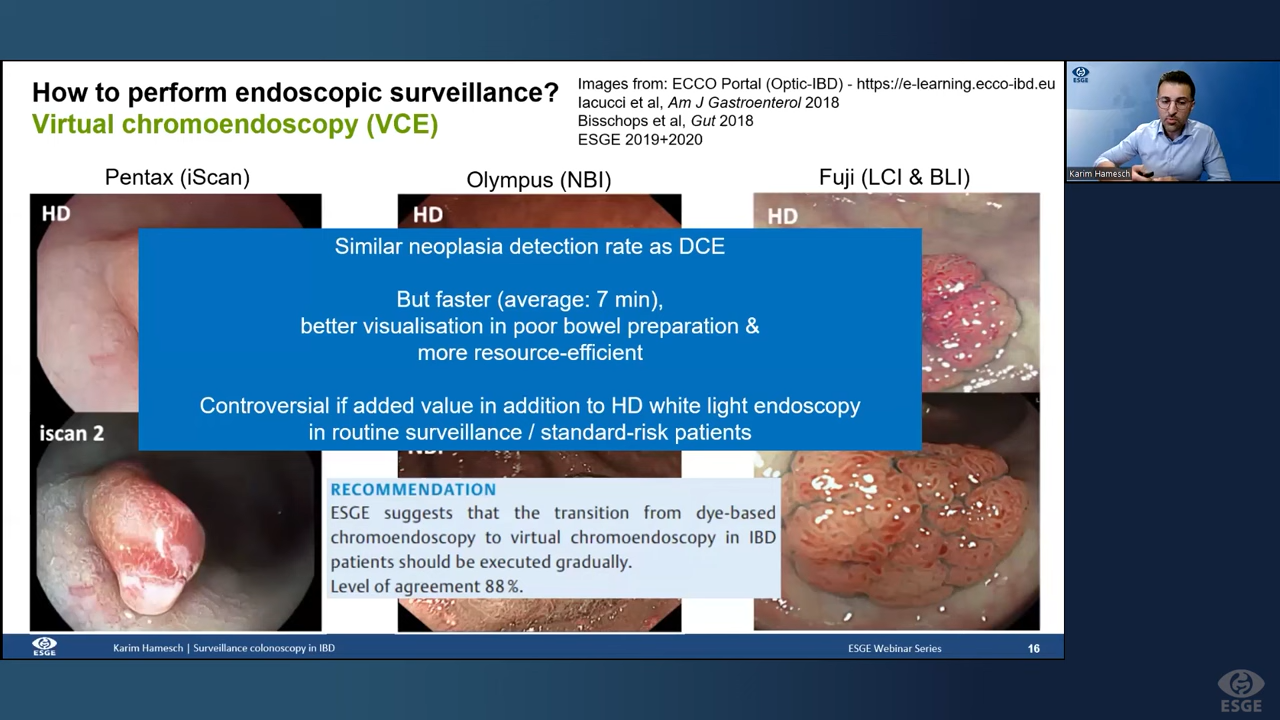 How to perform endoscopic surveillance?
Virtual chromoendoscopy (VCE)
Images from: ECCO Portal (Optic-IBD) - https://e-learning.ecco-ibd.eu
Iacucci et al, Am J Gastroenterol 2018
Bisschops et al, Gut 2018
ESGE 2019+2020
ESGE
Karim Hamesch
Pentax (iScan)
Olympus (NBI)
Fuji (LCI & BLI)
HD
HD
HD
Similar neoplasia detection rate as DCE
But faster (average: 7 min),
better visualisation in poor bowel preparation &
more resource-efficient
Controversial if added value in addition to HD white light endoscopy
in routine surveillance / standard-risk patients
iscan 2
NBI
RECOMMENDATION
ESGE suggests that the transition from dye-based
chromoendoscopy to virtual chromoendoscopy in IBD
patients should be executed gradually.
Level of agreement 88%.
ESGE
Karim Hamesch | Surveillance colonoscopy in IBD
ESGE Webinar Series
16
ESGE